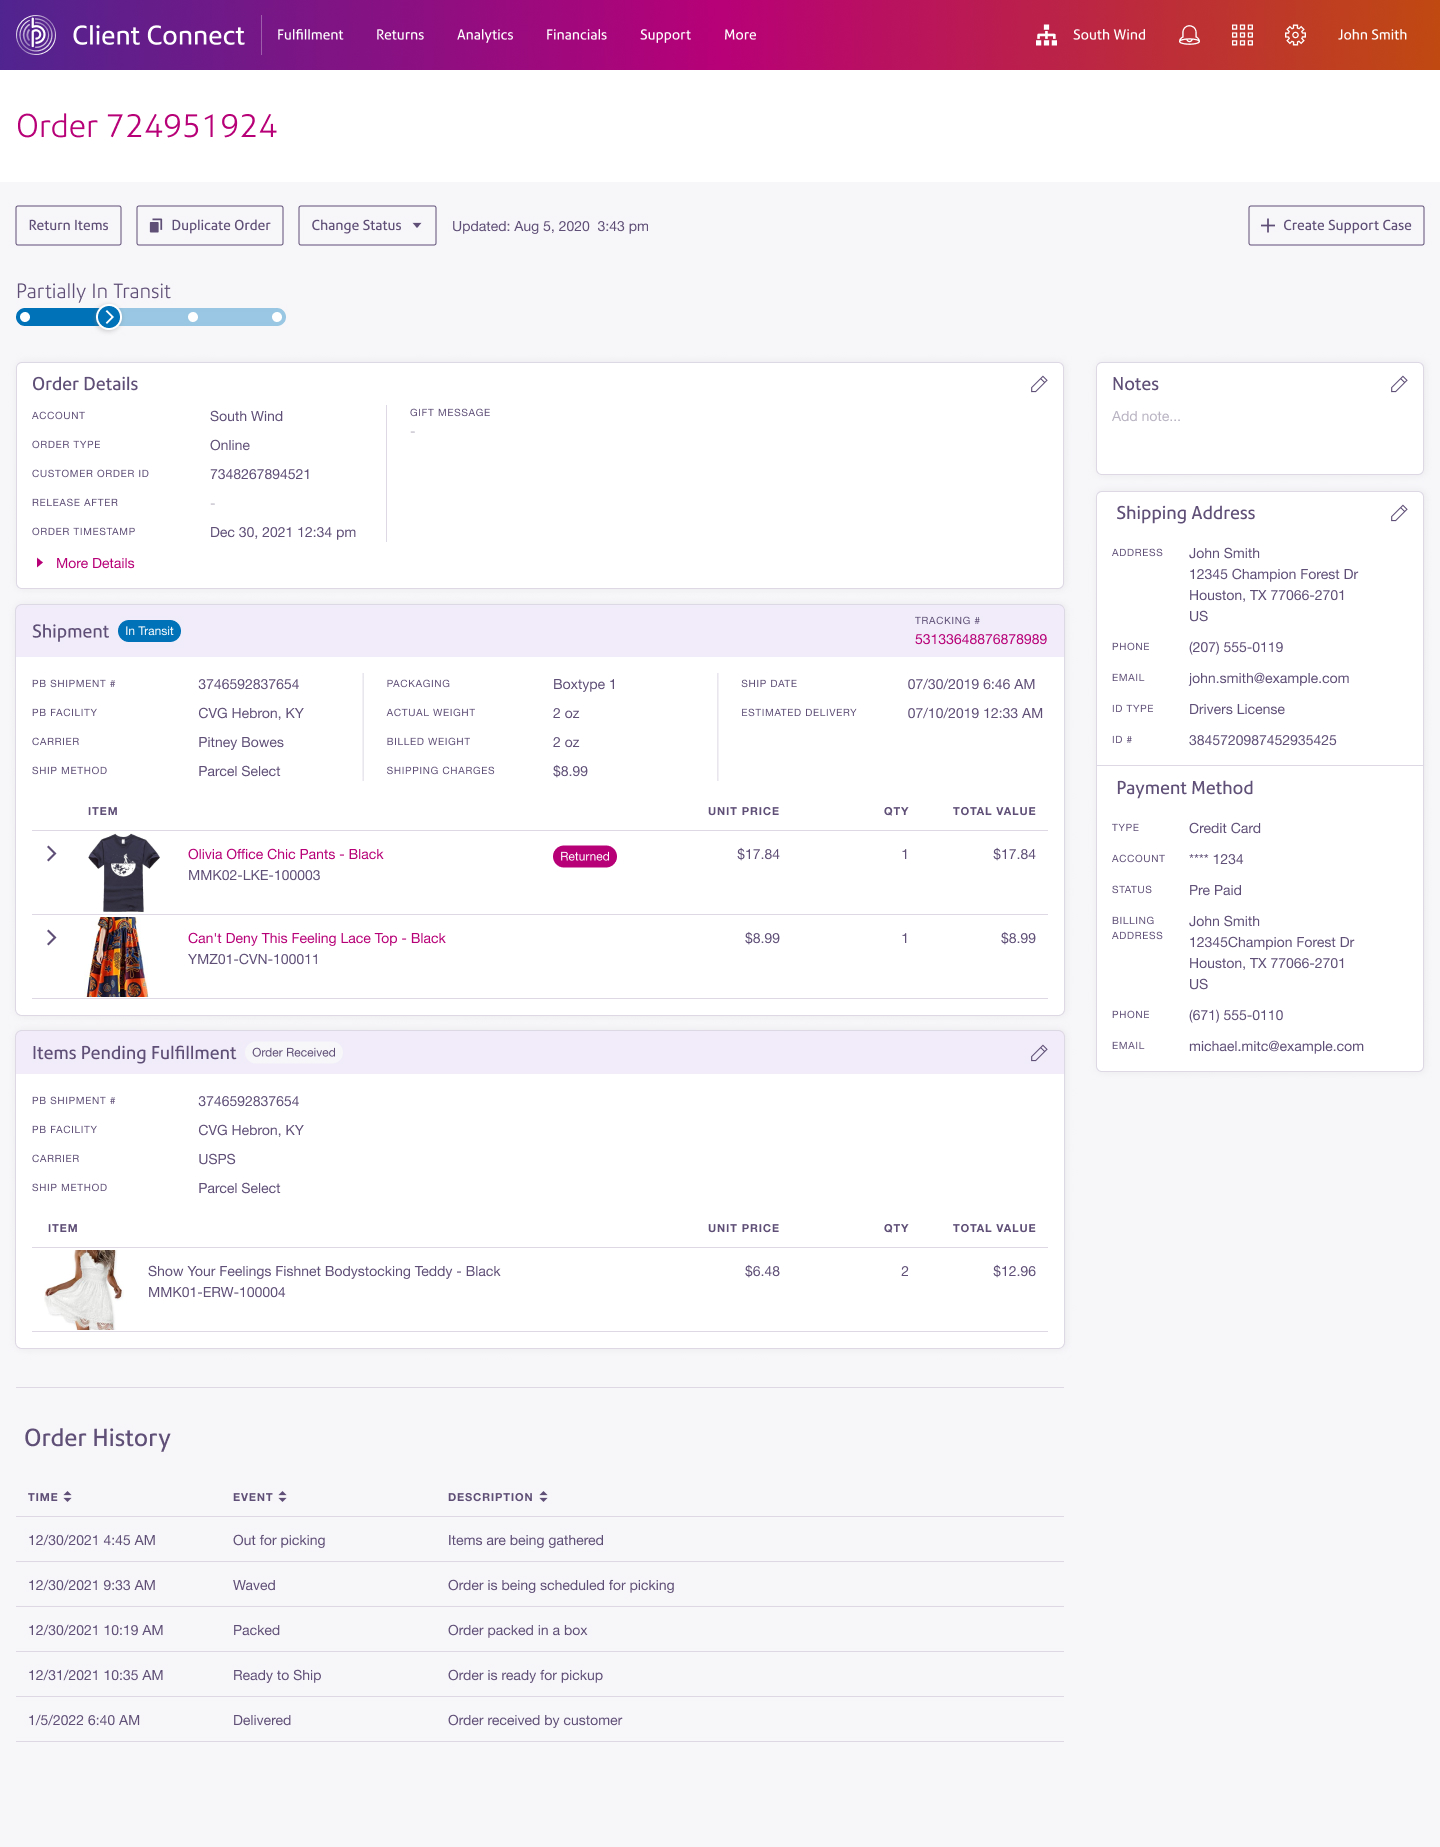 Client Connect
Fulfillment Returns Analytics Financials Support More
South Wind
John Smith
Order 724951924
Return Items
Duplicate Order
Change Status
Updated: Aug 5, 2020 3:43 pm
Create Support Case
Partially In Transit
Order Details
ACCOUNT South Wind
ORDER TYPE Online
CUSTOMER ORDER ID 7348267894521
RELEASE AFTER -
ORDER TIMESTAMP Dec 30, 2021 12:34 pm
More Details
GIFT MESSAGE
-
Shipment In Transit
TRACKING #
53133648876878989
PB SHIPMENT # 3746592837654
PB FACILITY CVG Hebron, KY
CARRIER Pitney Bowes
SHIP METHOD Parcel Select
PACKAGING Boxtype 1
ACTUAL WEIGHT 2 oz
BILLED WEIGHT 2 oz
SHIPPING CHARGES $8.99
SHIP DATE 07/30/2019 6:46 AM
ESTIMATED DELIVERY 07/10/2019 12:33 AM
ITEM UNIT PRICE QTY TOTAL VALUE
Olivia Office Chic Pants - Black Returned $17.84 1 $17.84
MMK02-LKE-100003
Can't Deny This Feeling Lace Top - Black $8.99 1 $8.99
YMZ01-CVN-100011
Items Pending Fulfillment Order Received
PB SHIPMENT # 3746592837654
PB FACILITY CVG Hebron, KY
CARRIER USPS
SHIP METHOD Parcel Select
ITEM UNIT PRICE QTY TOTAL VALUE
Show Your Feelings Fishnet Bodystocking Teddy - Black $6.48 2 $12.96
MMK01-ERW-100004
Notes
Add note...
Shipping Address
ADDRESS John Smith
12345 Champion Forest Dr
Houston, TX 77066-2701
US
PHONE (207) 555-0119
EMAIL john.smith@example.com
ID TYPE Drivers License
ID # 3845720987452935425
Payment Method
TYPE Credit Card
ACCOUNT **** 1234
STATUS Pre Paid
BILLING ADDRESS John Smith
12345Champion Forest Dr
Houston, TX 77066-2701
US
PHONE (671) 555-0110
EMAIL michael.mitc@example.com
Order History
TIME EVENT DESCRIPTION
12/30/2021 4:45 AM Out for picking Items are being gathered
12/30/2021 9:33 AM Waved Order is being scheduled for picking
12/30/2021 10:19 AM Packed Order packed in a box
12/31/2021 10:35 AM Ready to Ship Order is ready for pickup
1/5/2022 6:40 AM Delivered Order received by customer